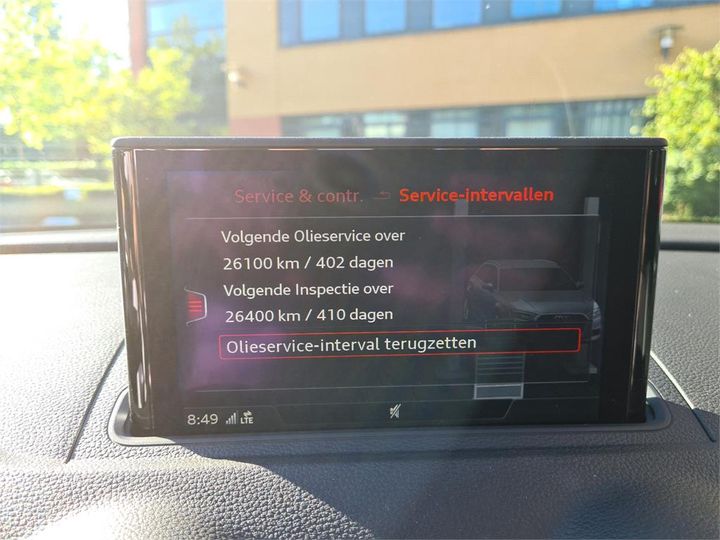 Service & contr. Service-intervallen
Volgende Olieservice over
26100 km / 402 dagen
Volgende Inspectie over
26400 km / 410 dagen
Olieservice-interval terugzetten
8:49 LTE